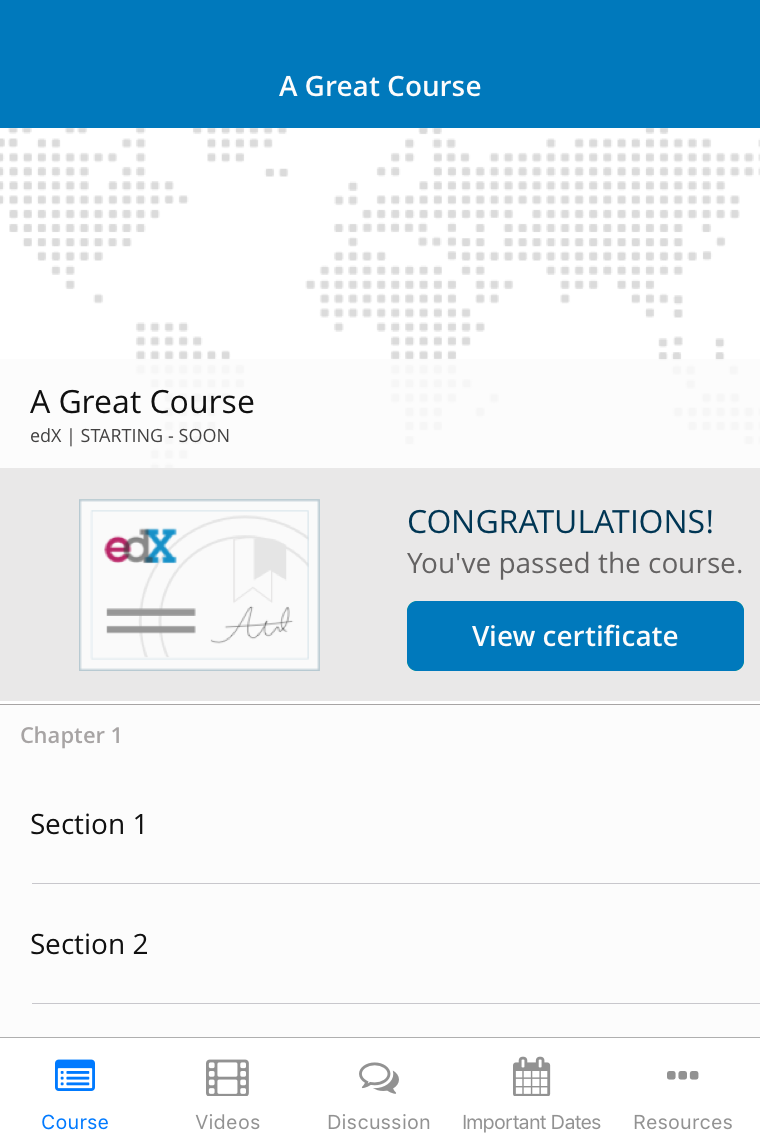 A Great Course
A Great Course
edX | STARTING - SOON
edX
CONGRATULATIONS!
You've passed the course.
View certificate
Chapter 1
Section 1
Section 2
Course
Videos
Discussion
Important Dates
Resources